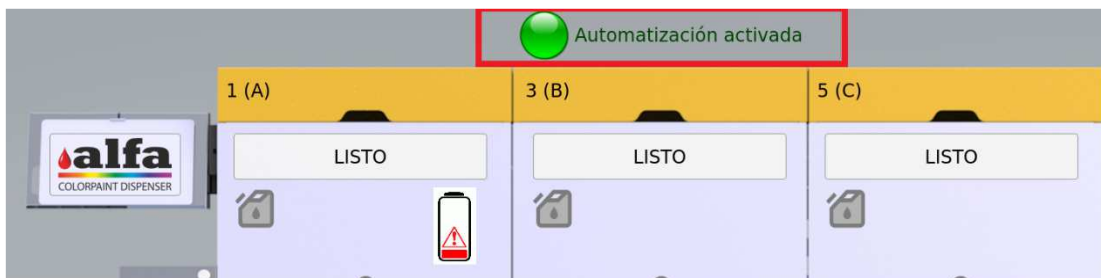 Automatización activada
1 (A)
3 (B)
5 (C)
alfa
COLORPAINT DISPENSER
LISTO
LISTO
LISTO